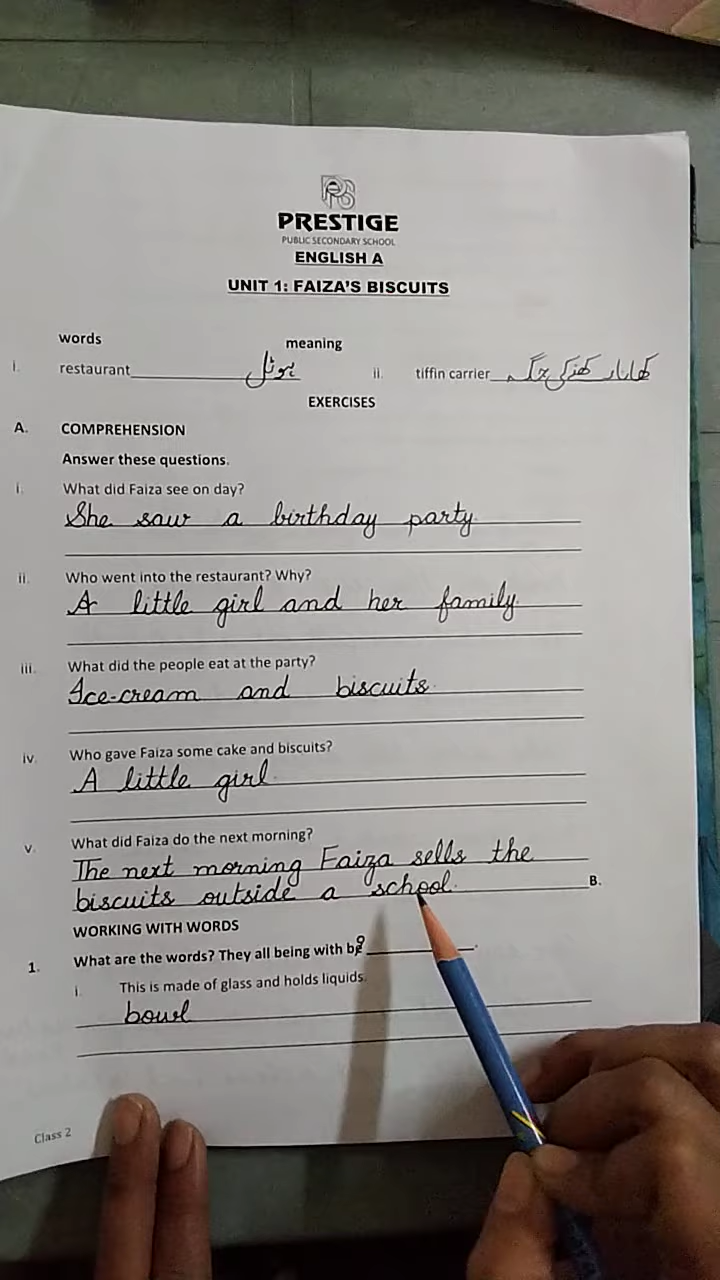 PRESTIGE
PUBLIC SECONDARY SCHOOL
ENGLISH A
UNIT 1: FAIZA'S BISCUITS
words meaning
i. restaurant ہوٹل ii. tiffin carrier
EXERCISES
A. COMPREHENSION
Answer these questions.
i. What did Faiza see on day?
She saw a birthday party.
ii. Who went into the restaurant? Why?
A little girl and her family.
iii. What did the people eat at the party?
Ice-cream and biscuits.
iv. Who gave Faiza some cake and biscuits?
A little girl.
v. What did Faiza do the next morning?
The next morning Faiza sells the
biscuits outside a school. B.
WORKING WITH WORDS
1. What are the words? They all being with bo.
i. This is made of glass and holds liquids.
bowl
Class 2